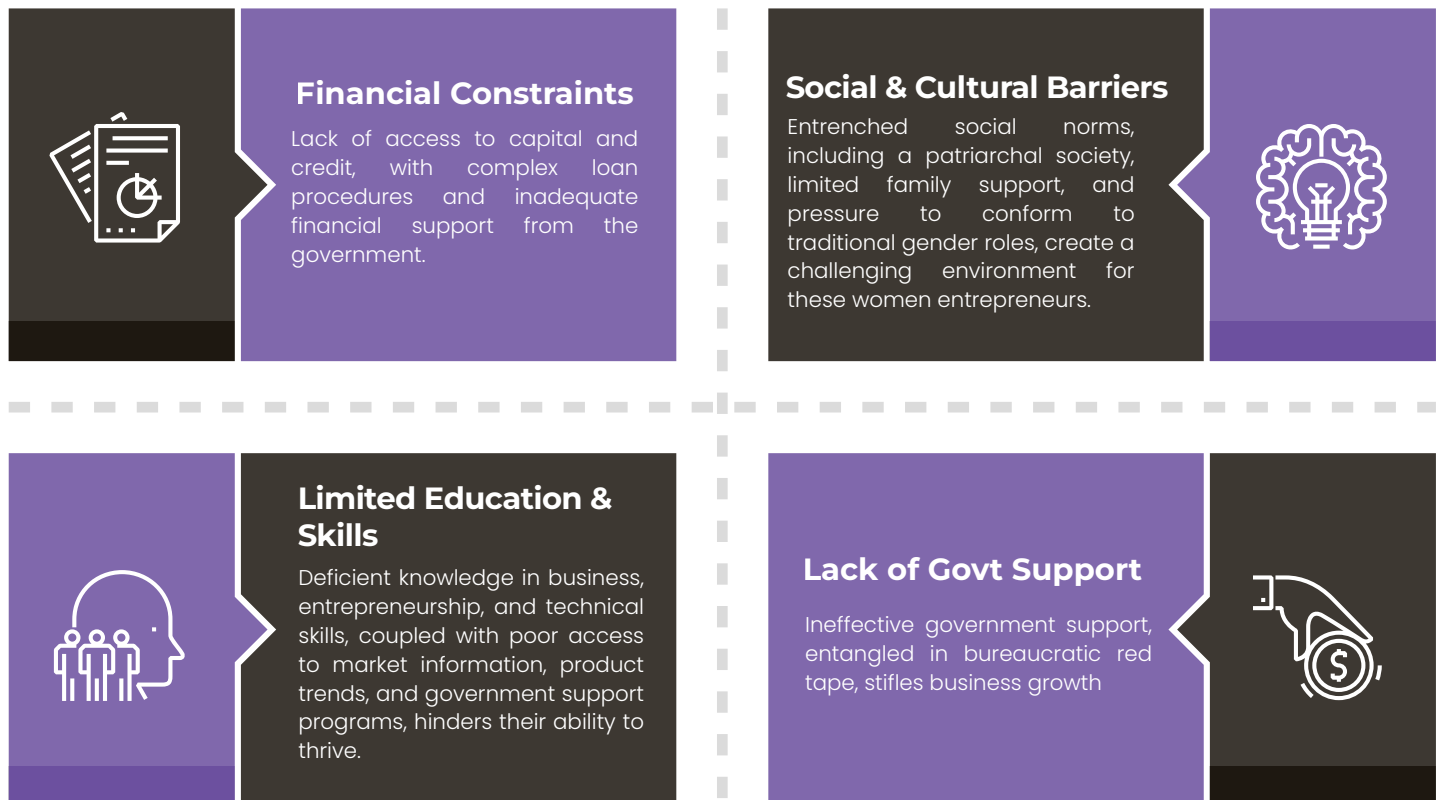 Financial Constraints
Lack of access to capital and
credit, with complex loan
procedures and inadequate
financial support from the
government.
Social & Cultural Barriers
Entrenched social norms,
including a patriarchal society,
limited family support, and
pressure to conform to
traditional gender roles, create a
challenging environment for
these women entrepreneurs.
Limited Education &
Skills
Deficient knowledge in business,
entrepreneurship, and technical
skills, coupled with poor access
to market information, product
trends, and government support
programs, hinders their ability to
thrive.
Lack of Govt Support
Ineffective government support,
entangled in bureaucratic red
tape, stifles business growth
$